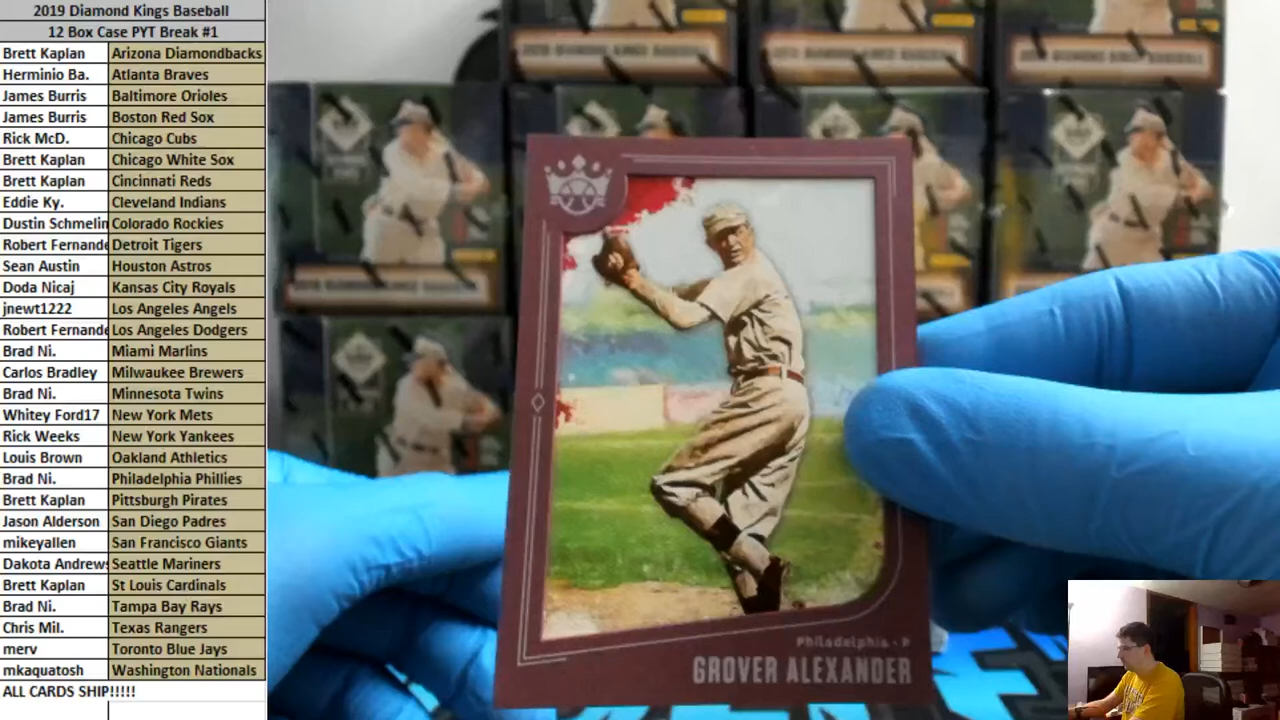 2019 Diamond Kings Baseball
12 Box Case PYT Break #1
Brett Kaplan Arizona Diamondbacks
Herminio Ba. Atlanta Braves
James Burris Baltimore Orioles
James Burris Boston Red Sox
Rick McD. Chicago Cubs
Brett Kaplan Chicago White Sox
Brett Kaplan Cincinnati Reds
Eddie Ky. Cleveland Indians
Dustin Schmelin Colorado Rockies
Robert Fernande Detroit Tigers
Sean Austin Houston Astros
Doda Nicaj Kansas City Royals
jnewt1222 Los Angeles Angels
Robert Fernande Los Angeles Dodgers
Brad Ni. Miami Marlins
Carlos Bradley Milwaukee Brewers
Brad Ni. Minnesota Twins
Whitey Ford17 New York Mets
Rick Weeks New York Yankees
Louis Brown Oakland Athletics
Brad Ni. Philadelphia Phillies
Brett Kaplan Pittsburgh Pirates
Jason Alderson San Diego Padres
mikeyallen San Francisco Giants
Dakota Andrews Seattle Mariners
Brett Kaplan St Louis Cardinals
Brad Ni. Tampa Bay Rays
Chris Mil. Texas Rangers
merv Toronto Blue Jays
mkaquatosh Washington Nationals
ALL CARDS SHIP!!!!!
Philadelphia - P
GROVER ALEXANDER